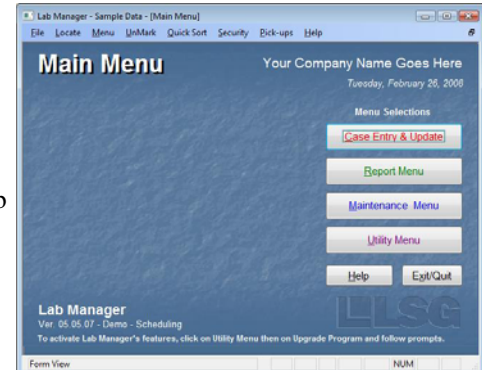 Lab Manager - Sample Data - [Main Menu]
File Locate Menu UnMark Quick Sort Security Pick-ups Help
Main Menu
Your Company Name Goes Here
Tuesday, February 26, 2008
Menu Selections
Case Entry & Update
Report Menu
Maintenance Menu
Utility Menu
Help Exit/Quit
LSG
Lab Manager
Ver. 05.05.07 - Demo - Scheduling
To activate Lab Manager's features, click on Utility Menu then on Upgrade Program and follow prompts.
Form View NUM